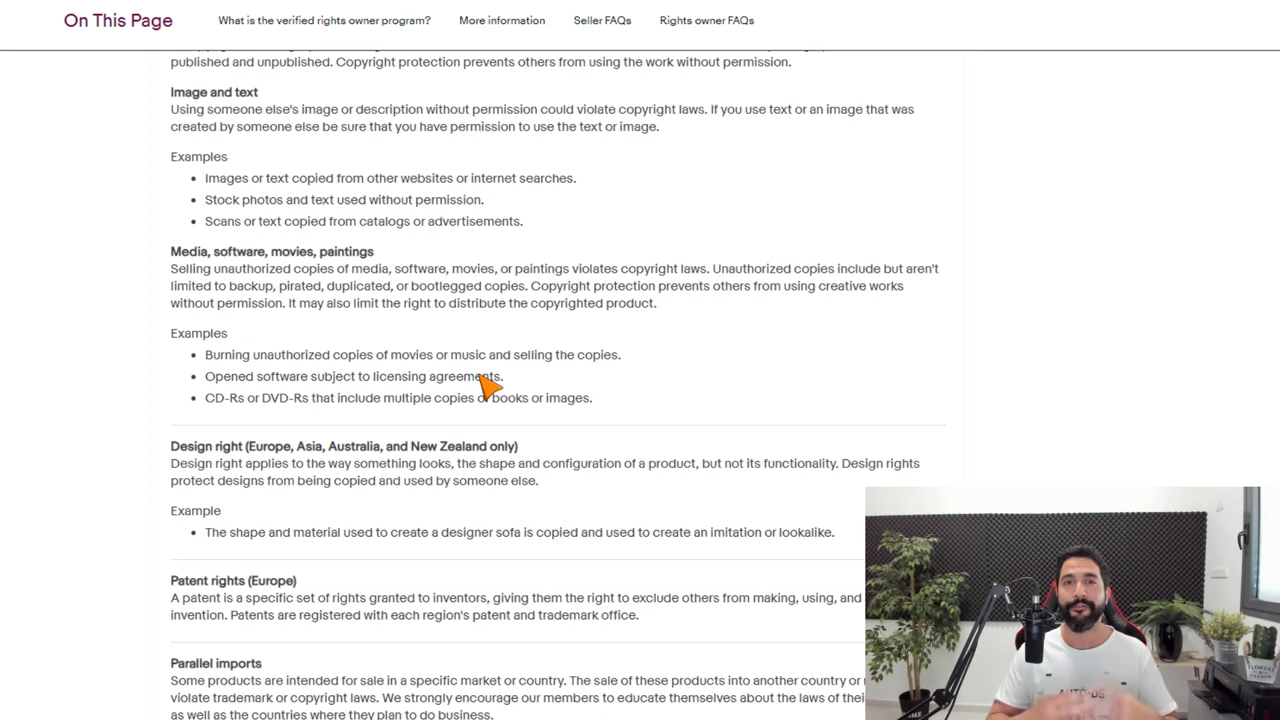 On This Page
What is the verified rights owner program?
More information
Seller FAQs
Rights owner FAQs
published and unpublished. Copyright protection prevents others from using the work without permission.
Image and text
Using someone else's image or description without permission could violate copyright laws. If you use text or an image that was
created by someone else be sure that you have permission to use the text or image.
Examples
• Images or text copied from other websites or internet searches.
• Stock photos and text used without permission.
• Scans or text copied from catalogs or advertisements.
Media, software, movies, paintings
Selling unauthorized copies of media, software, movies, or paintings violates copyright laws. Unauthorized copies include but aren't
limited to backup, pirated, duplicated, or bootlegged copies. Copyright protection prevents others from using creative works
without permission. It may also limit the right to distribute the copyrighted product.
Examples
• Burning unauthorized copies of movies or music and selling the copies.
• Opened software subject to licensing agreements.
• CD-Rs or DVD-Rs that include multiple copies of books or images.
Design right (Europe, Asia, Australia, and New Zealand only)
Design right applies to the way something looks, the shape and configuration of a product, but not its functionality. Design rights
protect designs from being copied and used by someone else.
Example
• The shape and material used to create a designer sofa is copied and used to create an imitation or lookalike.
Patent rights (Europe)
A patent is a specific set of rights granted to inventors, giving them the right to exclude others from making, using, and
invention. Patents are registered with each region's patent and trademark office.
Parallel imports
Some products are intended for sale in a specific market or country. The sale of these products into another country or
violate trademark or copyright laws. We strongly encourage our members to educate themselves about the laws of their
as well as the countries where they plan to do business.